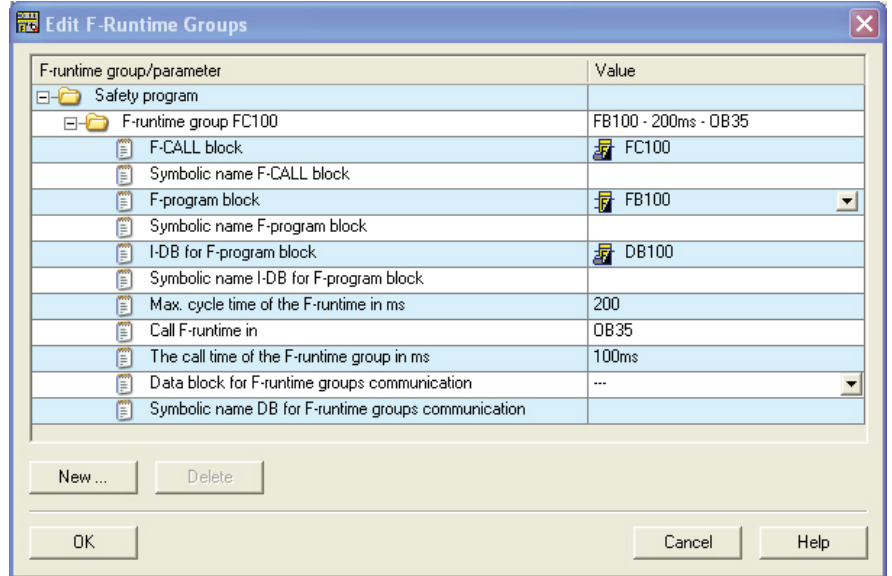 Edit F-Runtime Groups
F-runtime group/parameter Value
Safety program
F-runtime group FC100 FB100 - 200ms - OB35
F-CALL block FC100
Symbolic name F-CALL block
F-program block FB100
Symbolic name F-program block
I-DB for F-program block DB100
Symbolic name I-DB for F-program block
Max. cycle time of the F-runtime in ms 200
Call F-runtime in OB35
The call time of the F-runtime group in ms 100ms
Data block for F-runtime groups communication ---
Symbolic name DB for F-runtime groups communication
New ... Delete
OK Cancel Help